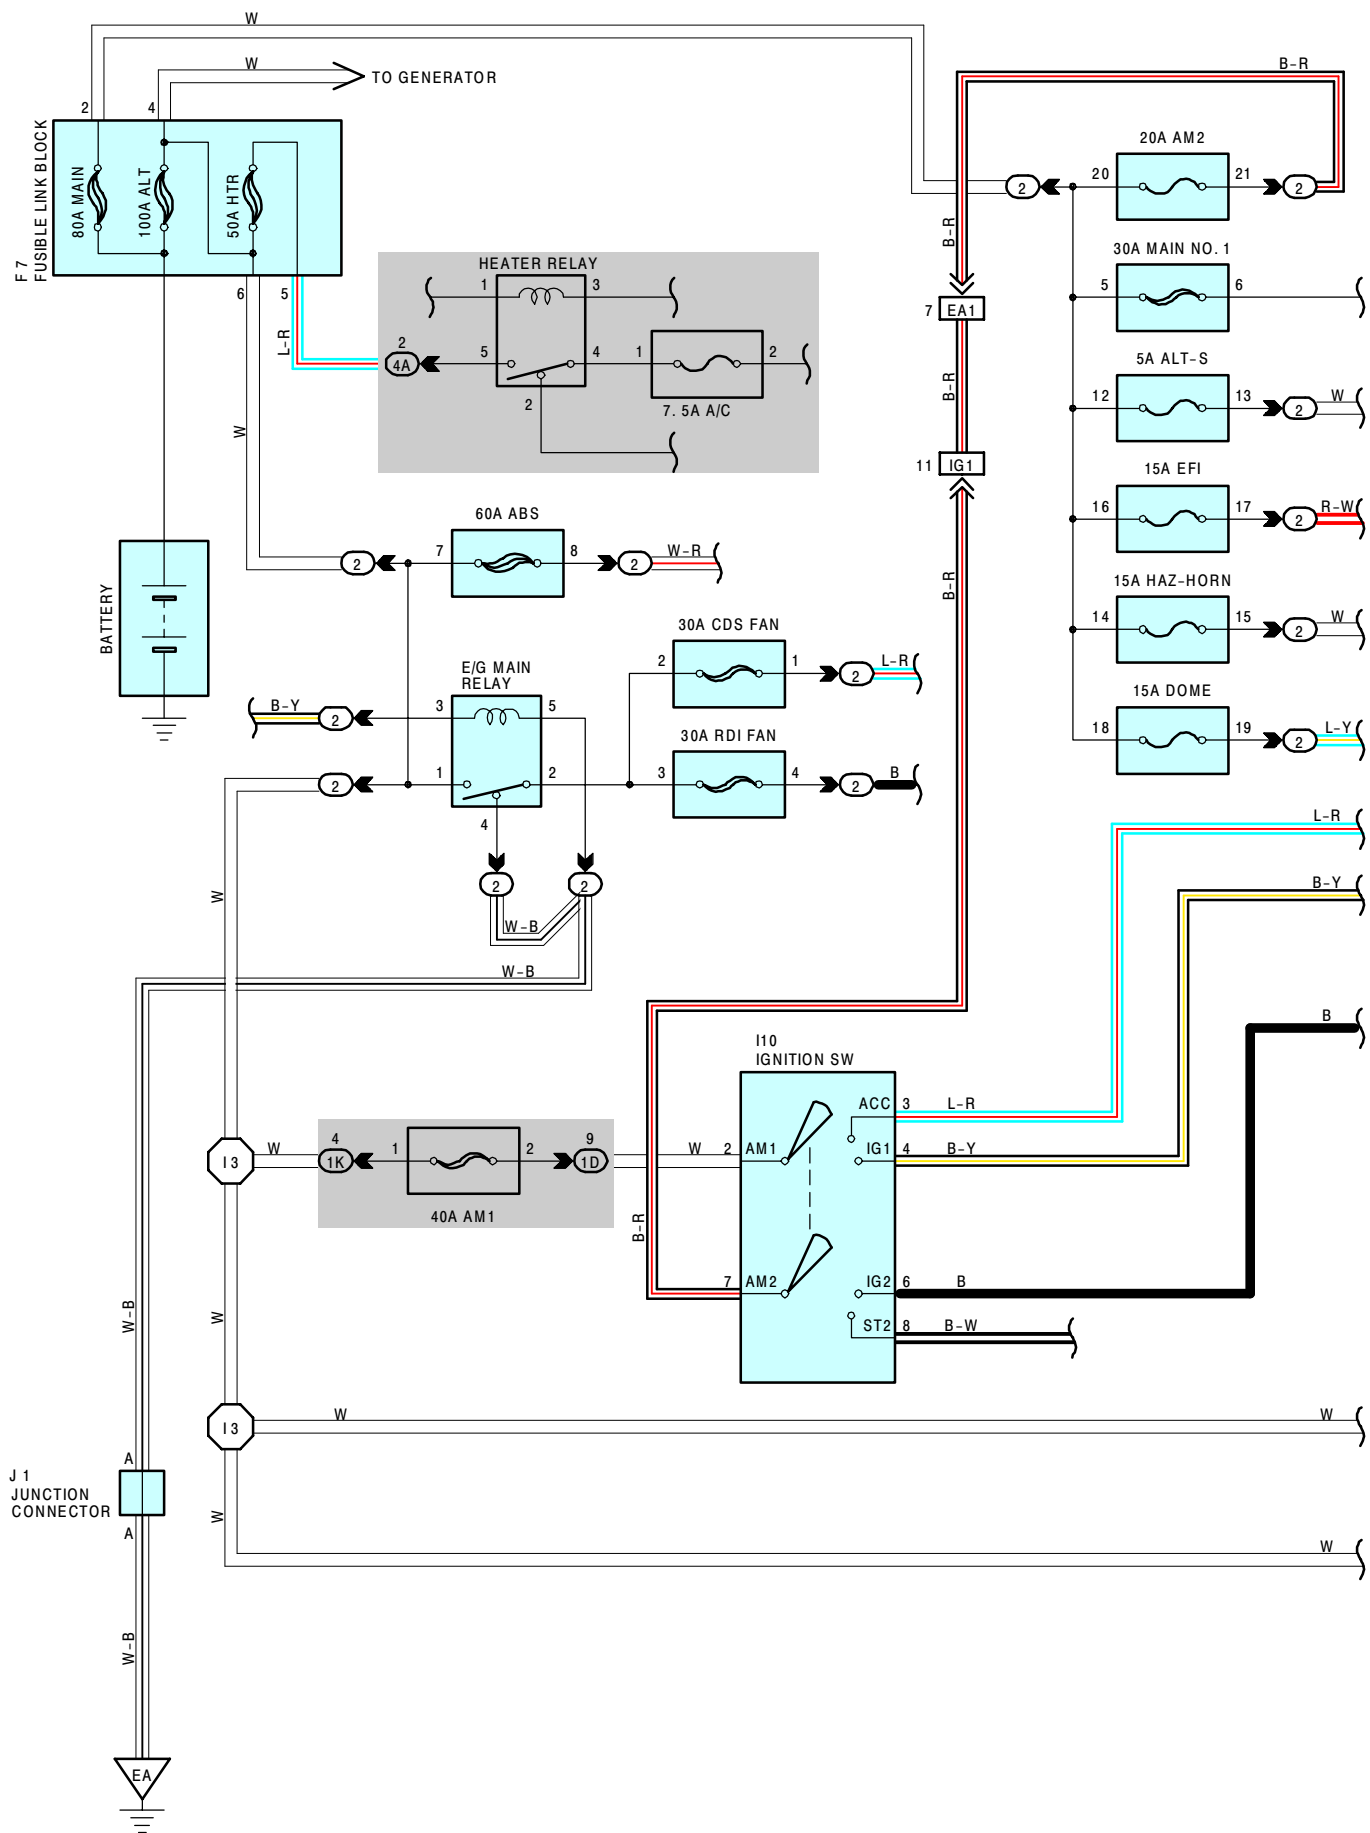 W
B-R
W
TO GENERATOR
2
4
20A AM2
F 7
FUSIBLE LINK BLOCK
80A MAIN
100A ALT
50A HTR
2
20
21
2
B-R
30A MAIN NO. 1
HEATER RELAY
1
3
5
6
6
5
7
EA1
L-R
2
4A
5
4
1
2
5A ALT-S
2
7. 5A A/C
B-R
12
13
2
W
W
11
IG1
15A EFI
60A ABS
16
17
2
R-W
2
7
8
2
W-R
B-R
15A HAZ-HORN
BATTERY
30A CDS FAN
14
15
2
W
E/G MAIN
RELAY
2
1
2
L-R
15A DOME
B-Y
2
3
5
30A RDI FAN
18
19
2
L-Y
2
1
2
3
4
2
B
4
L-R
2
2
B-Y
W
W-B
W-B
B
I10
IGNITION SW
ACC
3
L-R
I3
W
4
1K
1
2
9
1D
W
2
AM1
IG1
4
B-Y
40A AM1
B-R
7
AM2
IG2
6
B
W-B
W
ST2
8
B-W
I3
W
W
A
J 1
JUNCTION
CONNECTOR
A
W
W
W-B
EA